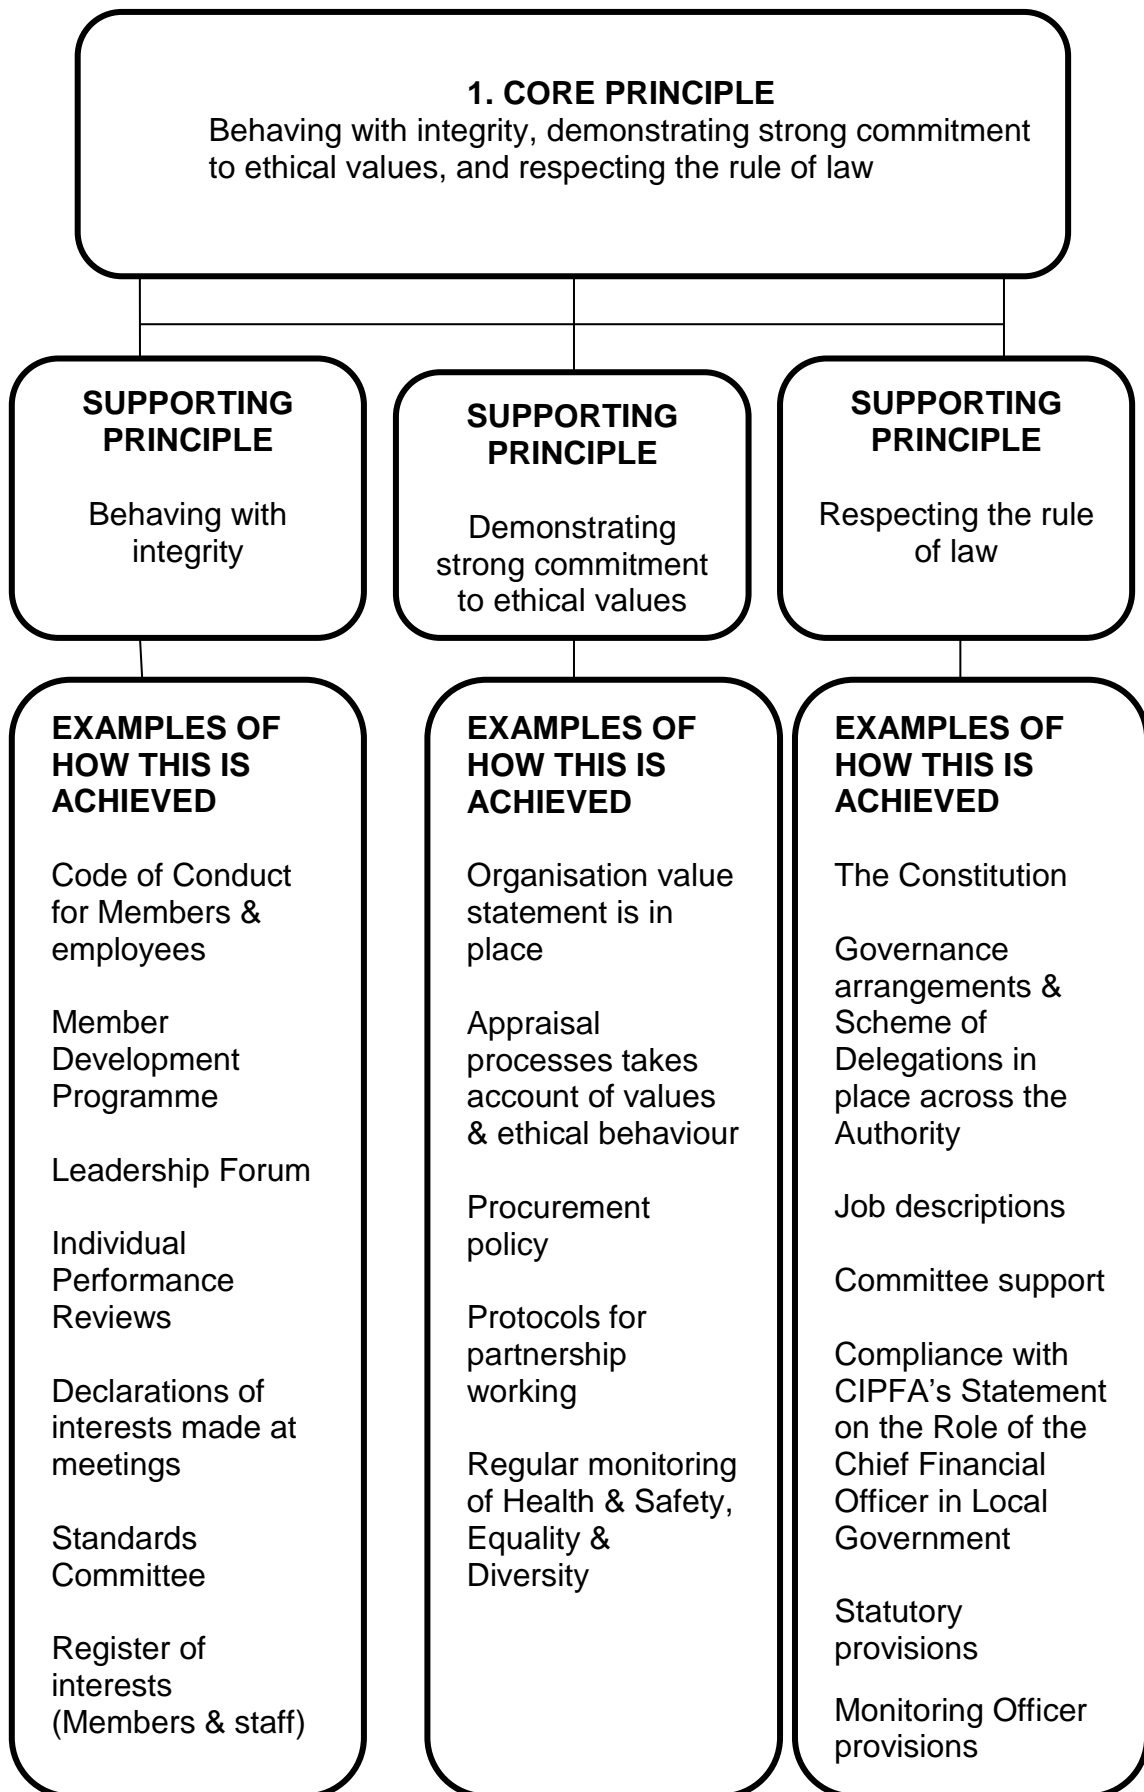 1. CORE PRINCIPLE
Behaving with integrity, demonstrating strong commitment
to ethical values, and respecting the rule of law
SUPPORTING
PRINCIPLE
Behaving with
integrity
SUPPORTING
PRINCIPLE
Demonstrating
strong commitment
to ethical values
SUPPORTING
PRINCIPLE
Respecting the rule
of law
EXAMPLES OF
HOW THIS IS
ACHIEVED
Code of Conduct
for Members &
employees
Member
Development
Programme
Leadership Forum
Individual
Performance
Reviews
Declarations of
interests made at
meetings
Standards
Committee
Register of
interests
(Members & staff)
EXAMPLES OF
HOW THIS IS
ACHIEVED
Organisation value
statement is in
place
Appraisal
processes takes
account of values
& ethical behaviour
Procurement
policy
Protocols for
partnership
working
Regular monitoring
of Health & Safety,
Equality &
Diversity
EXAMPLES OF
HOW THIS IS
ACHIEVED
The Constitution
Governance
arrangements &
Scheme of
Delegations in
place across the
Authority
Job descriptions
Committee support
Compliance with
CIPFA's Statement
on the Role of the
Chief Financial
Officer in Local
Government
Statutory
provisions
Monitoring Officer
provisions